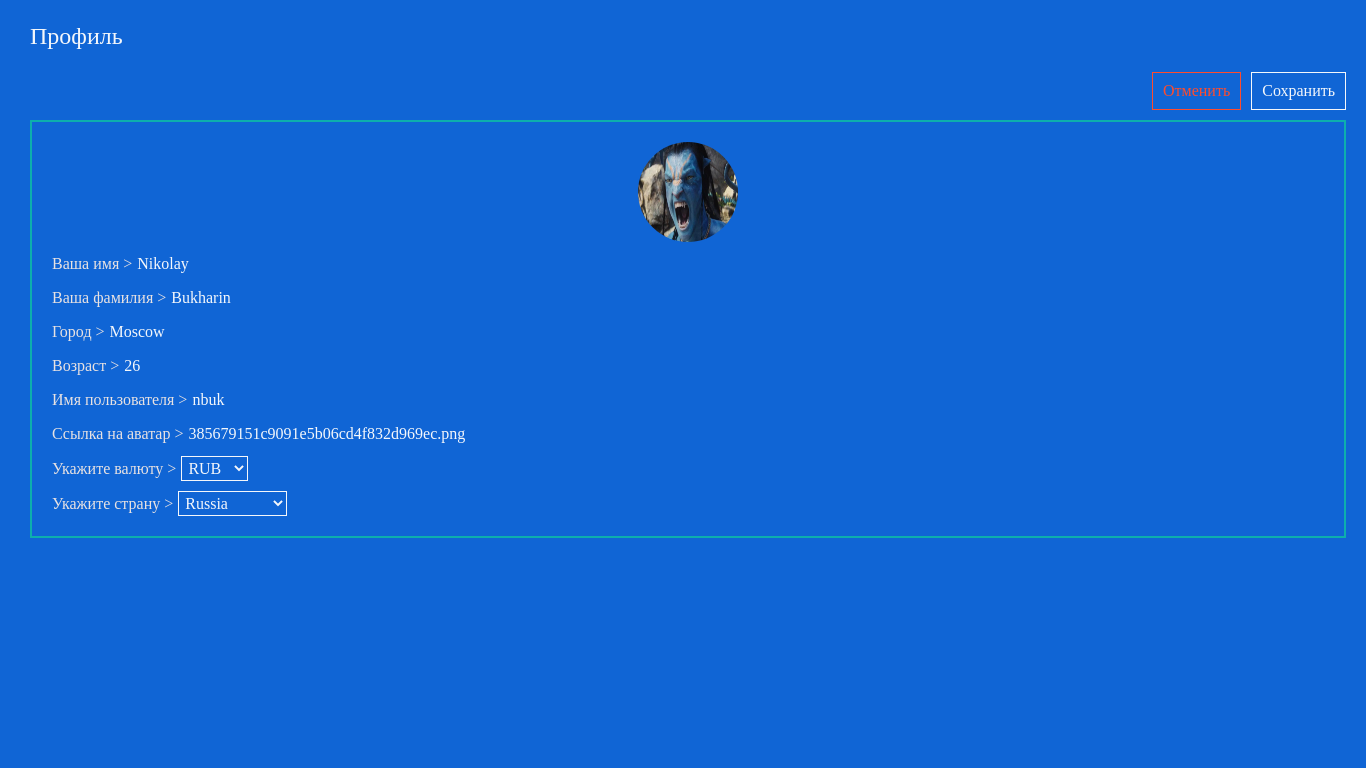 Профиль
Отменить Сохранить
Ваша имя > Nikolay
Ваша фамилия > Bukharin
Город > Moscow
Возраст > 26
Имя пользователя > nbuk
Ссылка на аватар > 385679151c9091e5b06cd4f832d969ec.png
Укажите валюту > RUB
Укажите страну > Russia